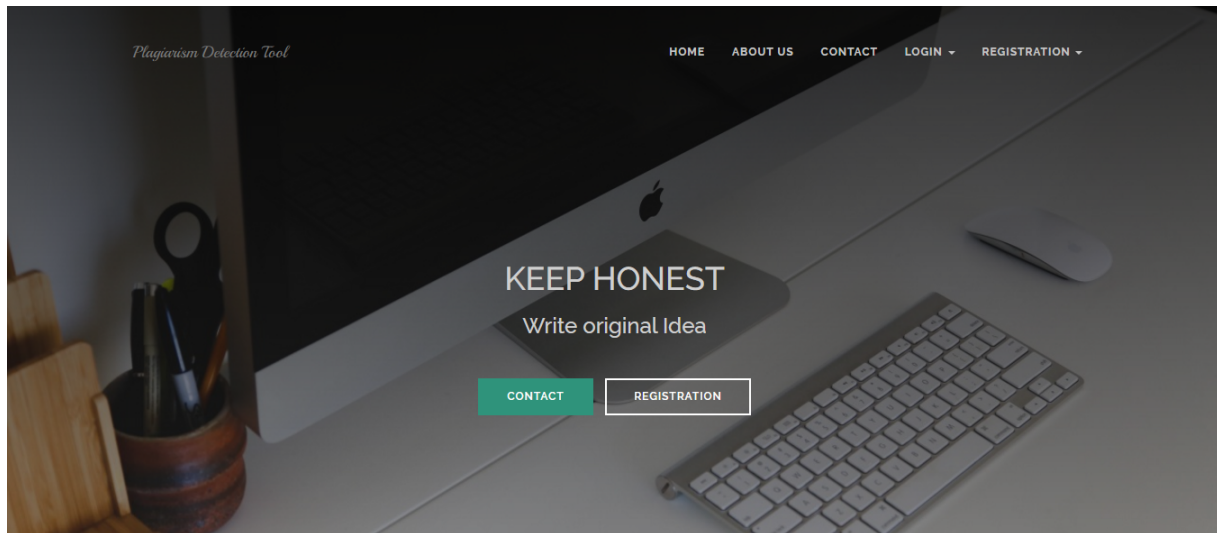 Plagiarism Detection Tool
HOME ABOUT US CONTACT LOGIN REGISTRATION
KEEP HONEST
Write original Idea
CONTACT REGISTRATION